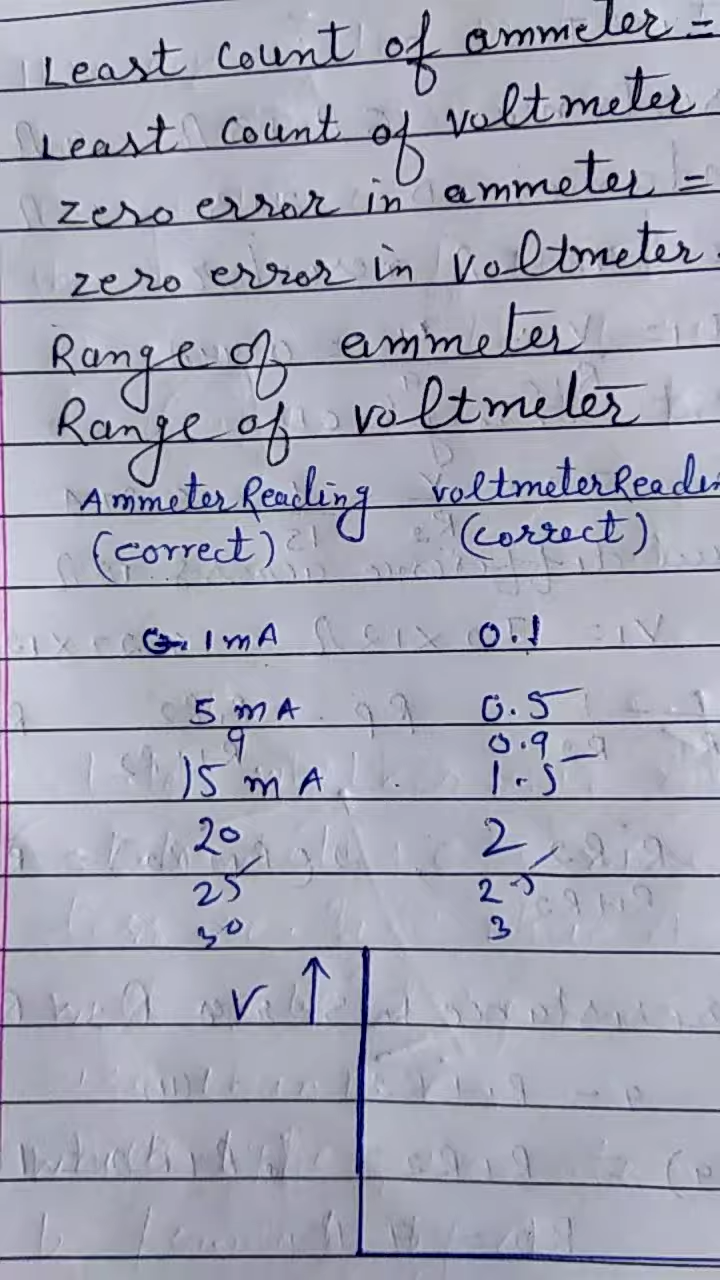 Least count of ammeter =
Least count of voltmeter
zero error in ammeter =
zero error in voltmeter
Range of ammeter
Range of voltmeter
Ammeter Reading voltmeter Readin
(correct) (correct)
1mA 0.1
5 mA 0.5
9 0.9
15 mA 1.5
20 2
25 2.5
30 3
V ↑